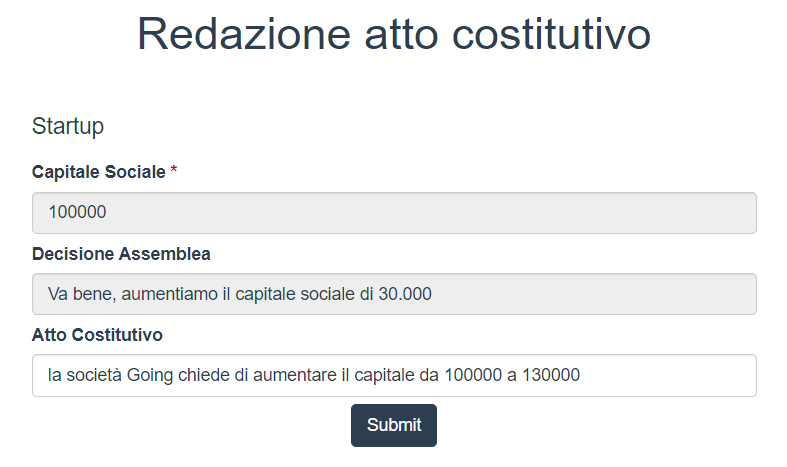 Redazione atto costitutivo
Startup
Capitale Sociale *
100000
Decisione Assemblea
Va bene, aumentiamo il capitale sociale di 30.000
Atto Costitutivo
la società Going chiede di aumentare il capitale da 100000 a 130000
Submit